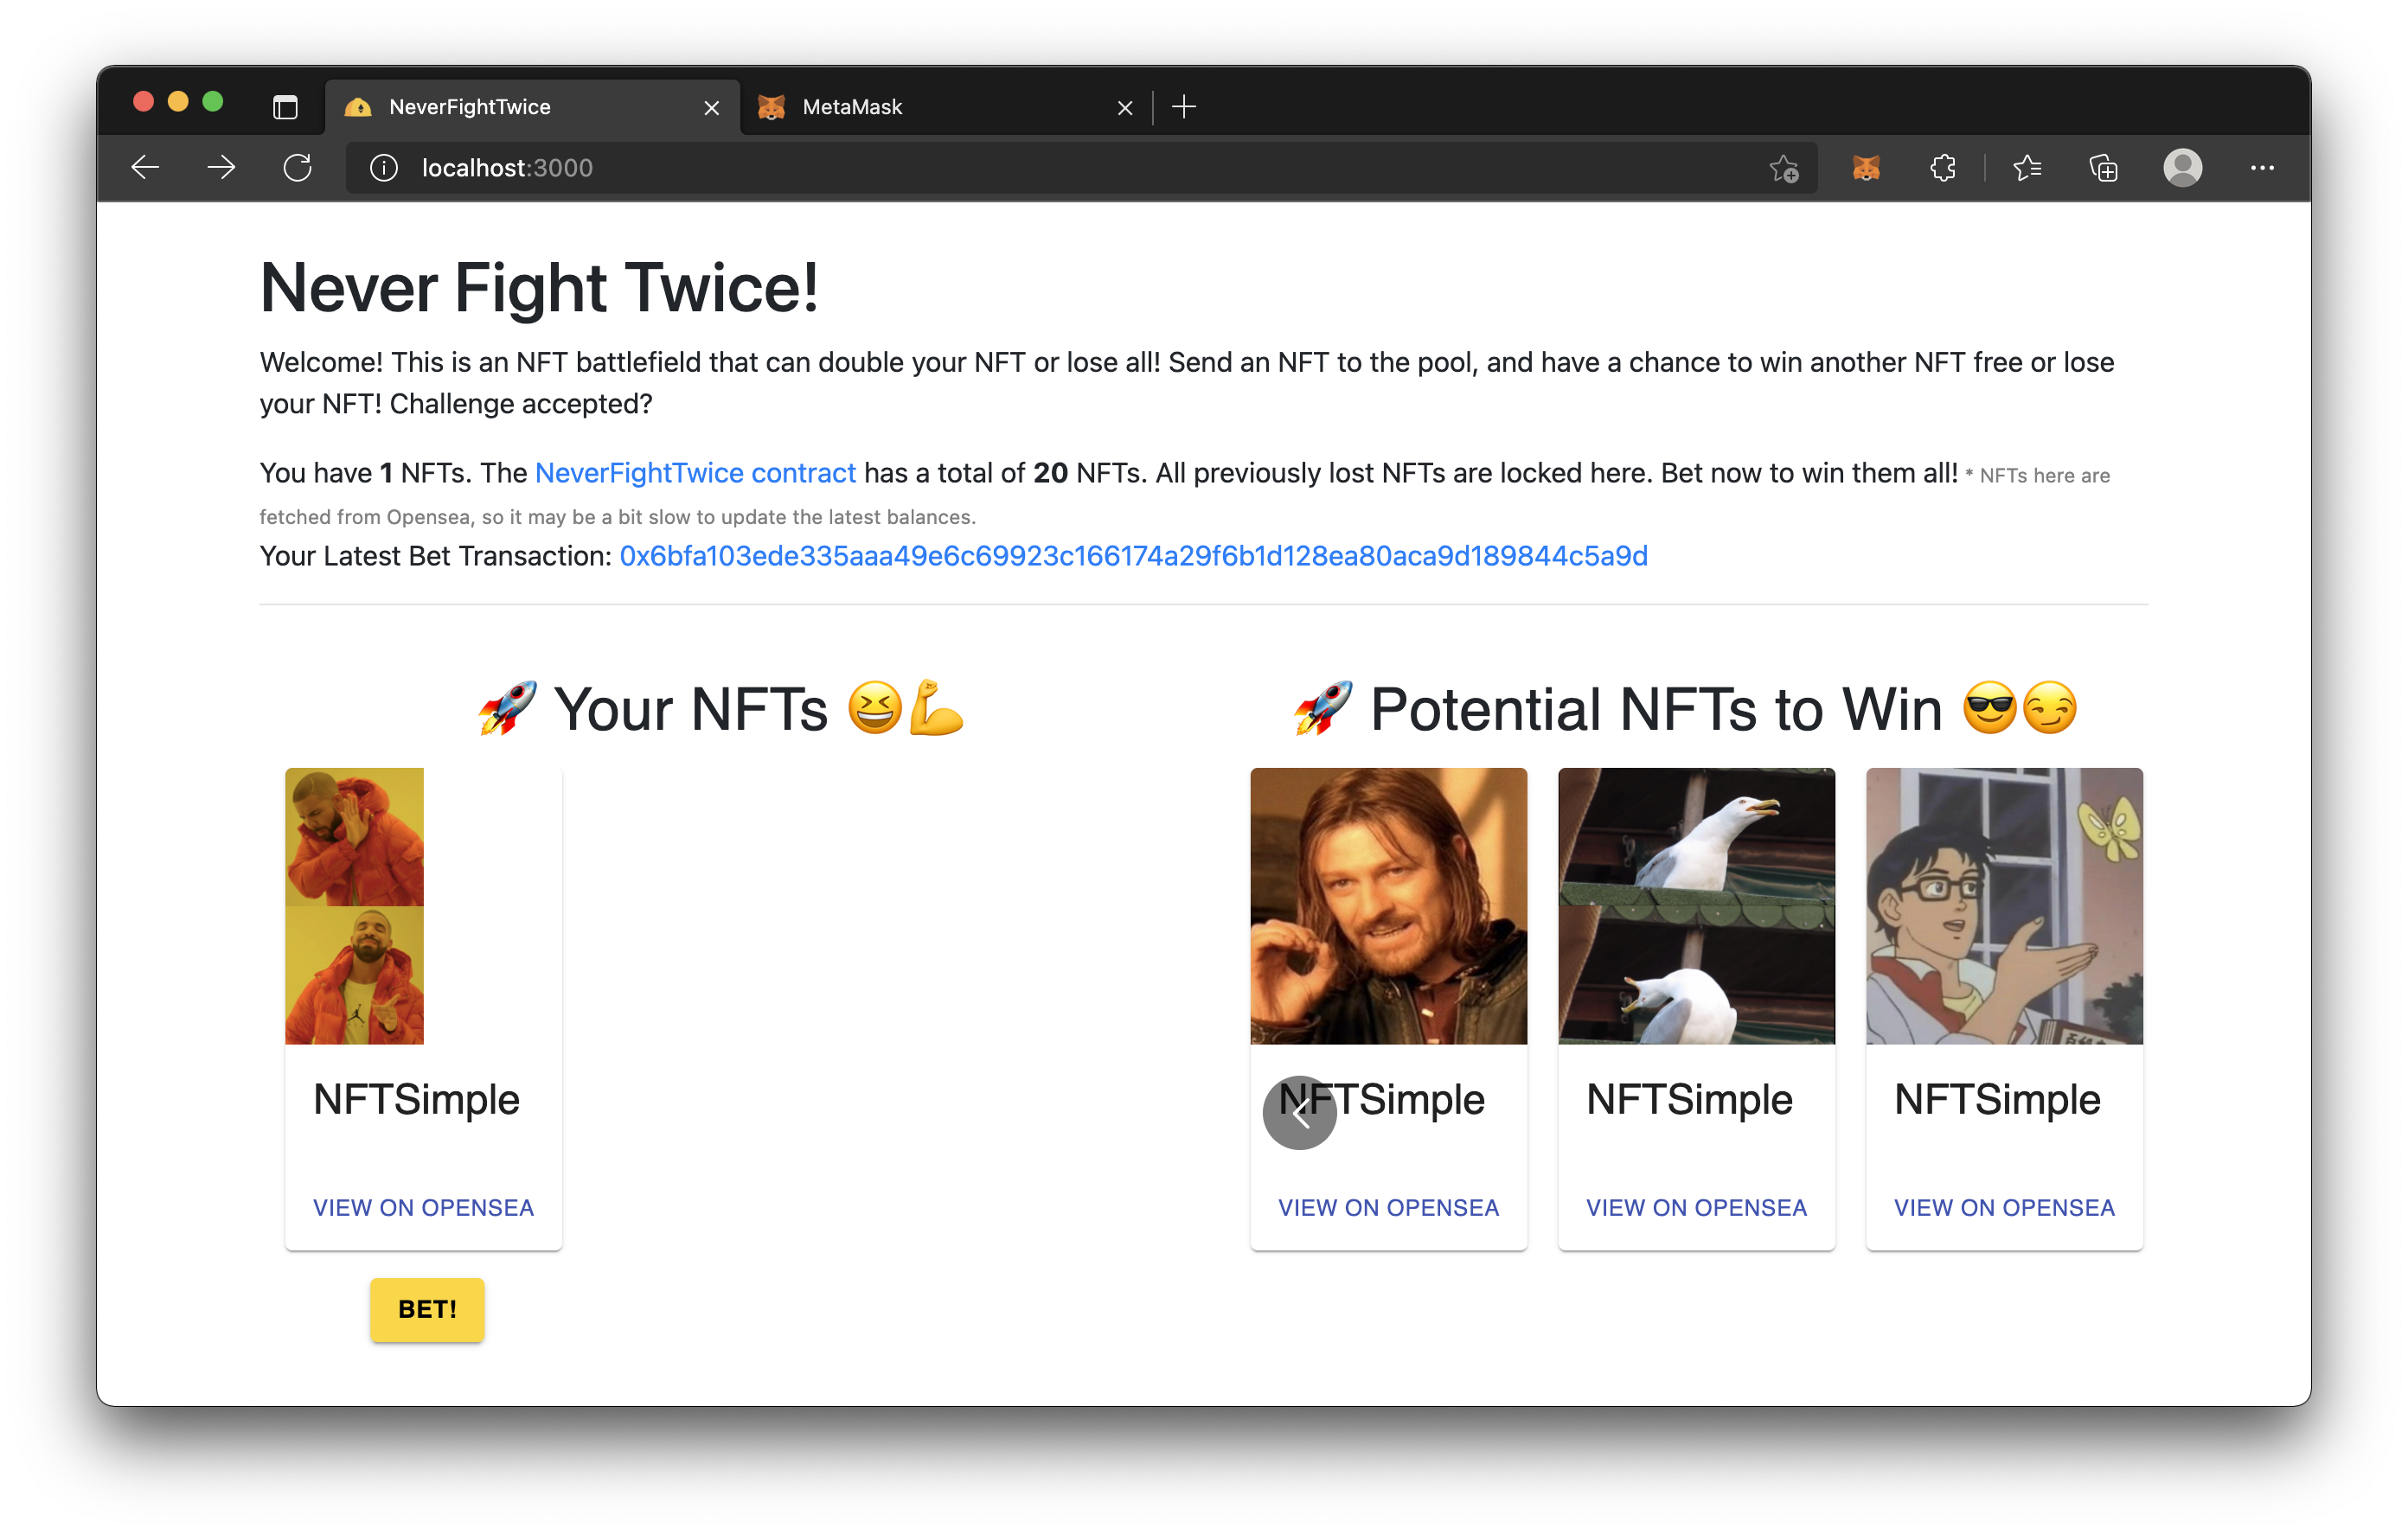 NeverFightTwice
MetaMask
localhost:3000
Never Fight Twice!
Welcome! This is an NFT battlefield that can double your NFT or lose all! Send an NFT to the pool, and have a chance to win another NFT free or lose
your NFT! Challenge accepted?
You have 1 NFTs. The NeverFightTwice contract has a total of 20 NFTs. All previously lost NFTs are locked here. Bet now to win them all! * NFTs here are
fetched from Opensea, so it may be a bit slow to update the latest balances.
Your Latest Bet Transaction: 0x6bfa103ede335aaa49e6c69923c166174a29f6b1d128ea80aca9d189844c5a9d
🚀 Your NFTs 😆💪
🚀 Potential NFTs to Win 😎😏
NFTSimple
NFTSimple
NFTSimple
NFTSimple
VIEW ON OPENSEA
VIEW ON OPENSEA
VIEW ON OPENSEA
VIEW ON OPENSEA
BET!